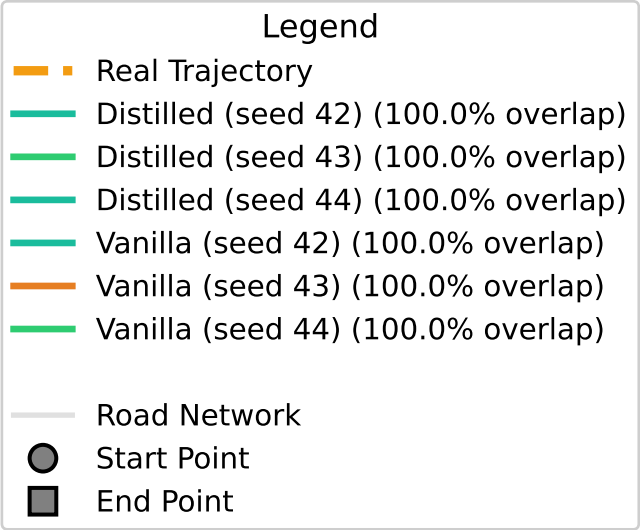 Legend
Real Trajectory
Distilled (seed 42) (100.0% overlap)
Distilled (seed 43) (100.0% overlap)
Distilled (seed 44) (100.0% overlap)
Vanilla (seed 42) (100.0% overlap)
Vanilla (seed 43) (100.0% overlap)
Vanilla (seed 44) (100.0% overlap)
Road Network
Start Point
End Point